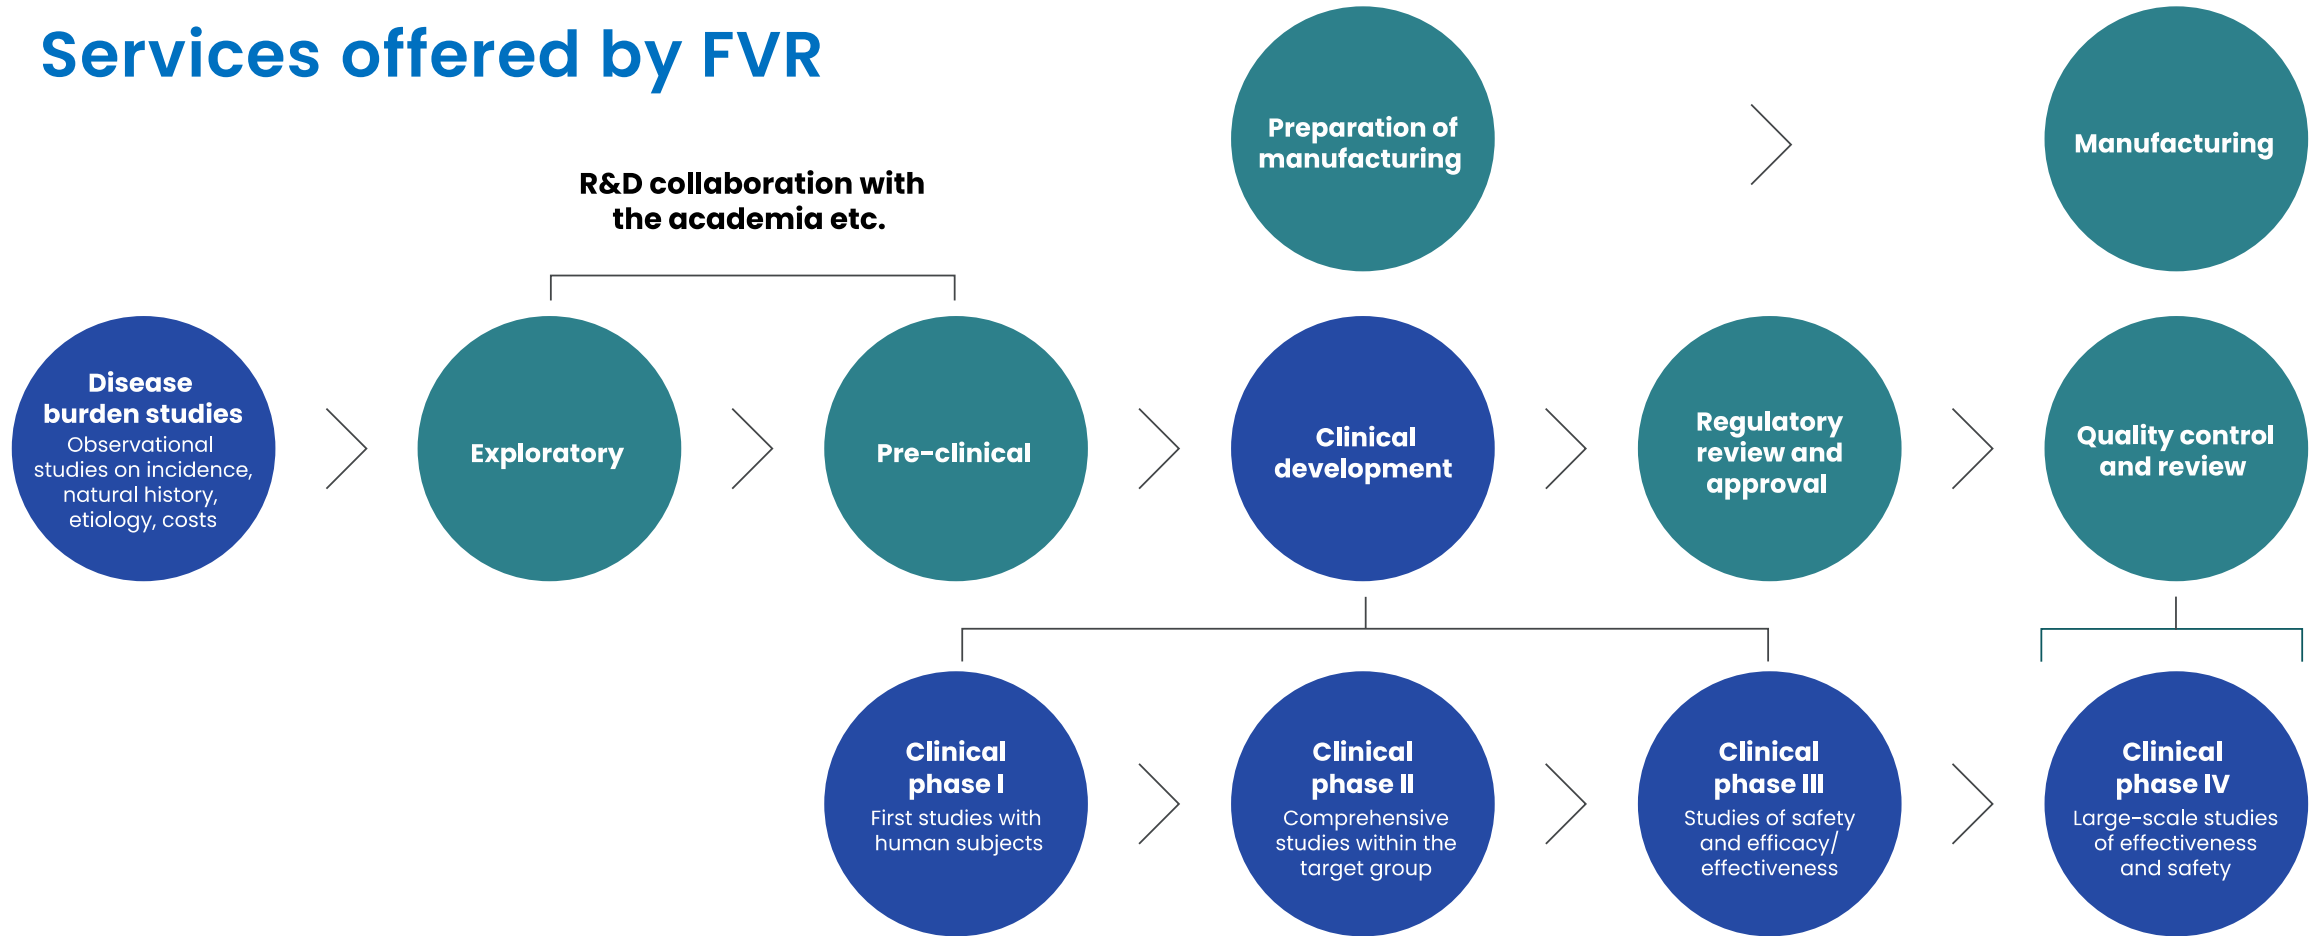 Services offered by FVR
Preparation of
manufacturing
Manufacturing
R&D collaboration with
the academia etc.
Disease
burden studies
Observational
studies on incidence,
natural history,
etiology, costs
Exploratory
Pre-clinical
Clinical
development
Regulatory
review and
approval
Quality control
and review
Clinical
phase I
First studies with
human subjects
Clinical
phase II
Comprehensive
studies within the
target group
Clinical
phase III
Studies of safety
and efficacy/
effectiveness
Clinical
phase IV
Large-scale studies
of effectiveness
and safety